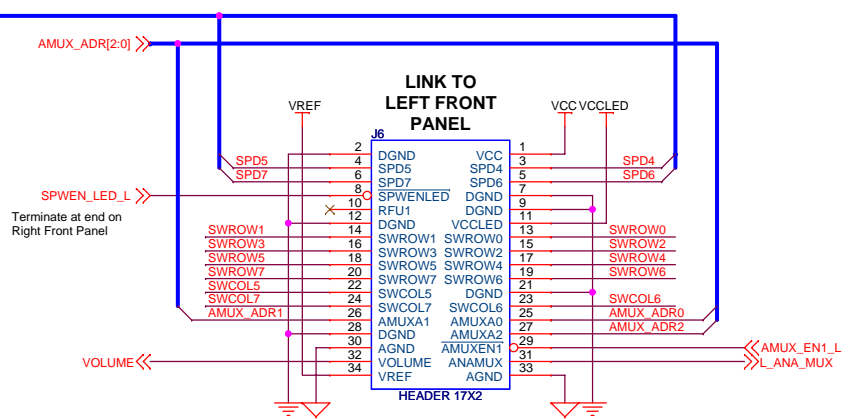 AMUX_ADR[2:0]
LINK TO
LEFT FRONT
PANEL
VREF
VCC VCCLED
J6
2 DGND VCC 1
SPD5 4 SPD5 SPD4 3 SPD4
SPD7 6 SPD7 SPD6 5 SPD6
SPWEN_LED_L 8 SPWENLED DGND 7
10 RFU1 DGND 9
Terminate at end on
Right Front Panel
12 DGND VCCLED 11
SWROW1 14 SWROW1 SWROW0 13 SWROW0
SWROW3 16 SWROW3 SWROW2 15 SWROW2
SWROW5 18 SWROW5 SWROW4 17 SWROW4
SWROW7 20 SWROW7 SWROW6 19 SWROW6
SWCOL5 22 SWCOL5 DGND 21
SWCOL7 24 SWCOL7 SWCOL6 23 SWCOL6
AMUX_ADR1 26 AMUXA1 AMUXA0 25 AMUX_ADR0
28 DGND AMUXA2 27 AMUX_ADR2
30 AGND AMUXEN1 29 AMUX_EN1_L
VOLUME 32 VOLUME ANAMUX 31 L_ANA_MUX
34 VREF AGND 33
HEADER 17X2